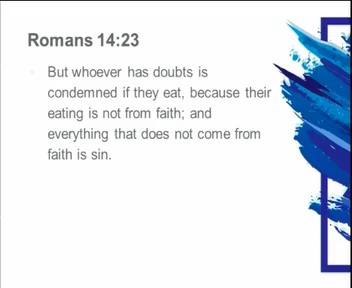 Romans 14:23
But whoever has doubts is
condemned if they eat, because their
eating is not from faith; and
everything that does not come from
faith is sin.